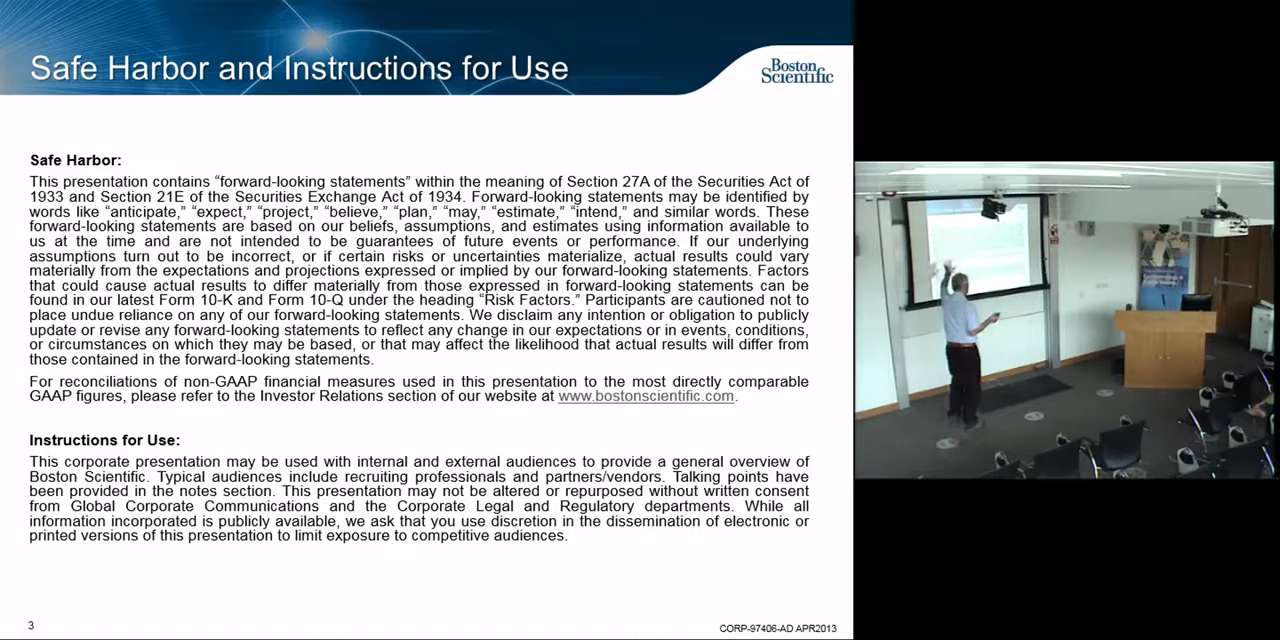 Safe Harbor and Instructions for Use
Boston
Scientific
Safe Harbor:
This presentation contains “forward-looking statements” within the meaning of Section 27A of the Securities Act of
1933 and Section 21E of the Securities Exchange Act of 1934. Forward-looking statements may be identified by
words like “anticipate,” “expect,” “project,” “believe,” “plan,” “may,” “estimate,” “intend,” and similar words. These
forward-looking statements are based on our beliefs, assumptions, and estimates using information available to
us at the time and are not intended to be guarantees of future events or performance. If our underlying
assumptions turn out to be incorrect, or if certain risks or uncertainties materialize, actual results could vary
materially from the expectations and projections expressed or implied by our forward-looking statements. Factors
that could cause actual results to differ materially from those expressed in forward-looking statements can be
found in our latest Form 10-K and Form 10-Q under the heading “Risk Factors.” Participants are cautioned not to
place undue reliance on any of our forward-looking statements. We disclaim any intention or obligation to publicly
update or revise any forward-looking statements to reflect any change in our expectations or in events, conditions,
or circumstances on which they may be based, or that may affect the likelihood that actual results will differ from
those contained in the forward-looking statements.
For reconciliations of non-GAAP financial measures used in this presentation to the most directly comparable
GAAP figures, please refer to the Investor Relations section of our website at www.bostonscientific.com.
Instructions for Use:
This corporate presentation may be used with internal and external audiences to provide a general overview of
Boston Scientific. Typical audiences include recruiting professionals and partners/vendors. Talking points have
been provided in the notes section. This presentation may not be altered or repurposed without written consent
from Global Corporate Communications and the Corporate Legal and Regulatory departments. While all
information incorporated is publicly available, we ask that you use discretion in the dissemination of electronic or
printed versions of this presentation to limit exposure to competitive audiences.
3
CORP-97406-AD APR2013